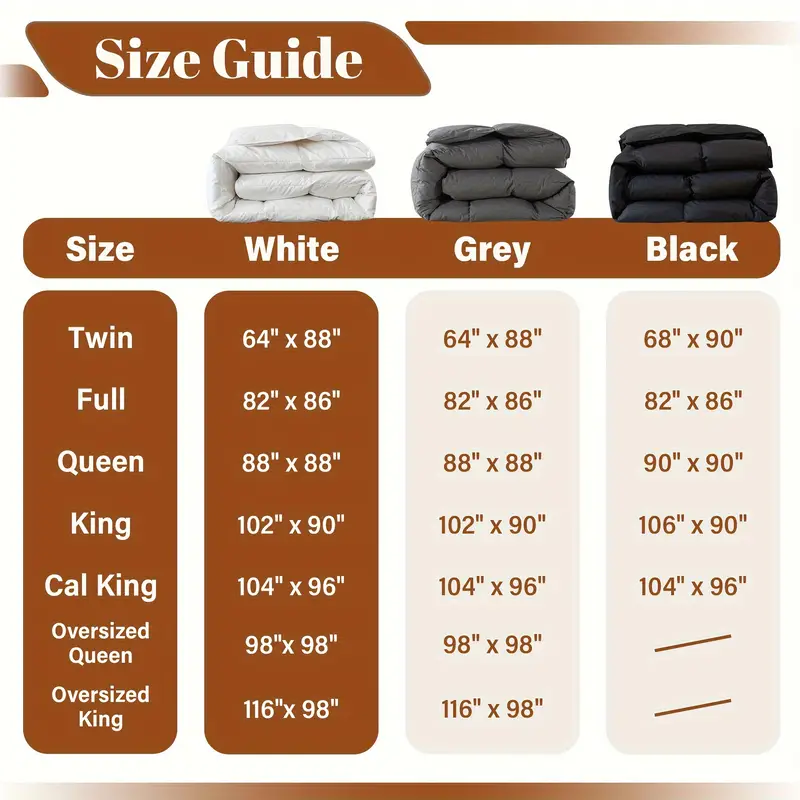 Size Guide
Size White Grey Black
Twin 64" x 88" 64" x 88" 68" x 90"
Full 82" x 86" 82" x 86" 82" x 86"
Queen 88" x 88" 88" x 88" 90" x 90"
King 102" x 90" 102" x 90" 106" x 90"
Cal King 104" x 96" 104" x 96" 104" x 96"
Oversized
Queen 98"x 98" 98" x 98"
Oversized
King 116"x 98" 116" x 98"